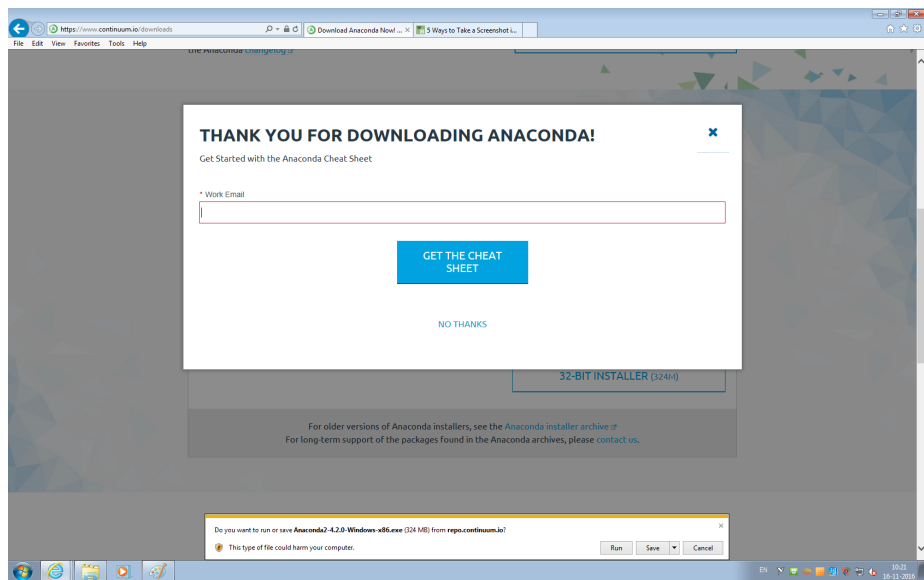 https://www.continuum.io/downloads
Download Anaconda Now! ...
5 Ways to Take a Screenshot i...
File Edit View Favorites Tools Help
the Anaconda changelog
THANK YOU FOR DOWNLOADING ANACONDA!
Get Started with the Anaconda Cheat Sheet
* Work Email
GET THE CHEAT
SHEET
NO THANKS
32-BIT INSTALLER (324M)
For older versions of Anaconda installers, see the Anaconda installer archive
For long-term support of the packages found in the Anaconda archives, please contact us.
Do you want to run or save Anaconda2-4.2.0-Windows-x86.exe (324 MB) from repo.continuum.io?
This type of file could harm your computer.
Run Save Cancel
EN
10:21
16-11-2016